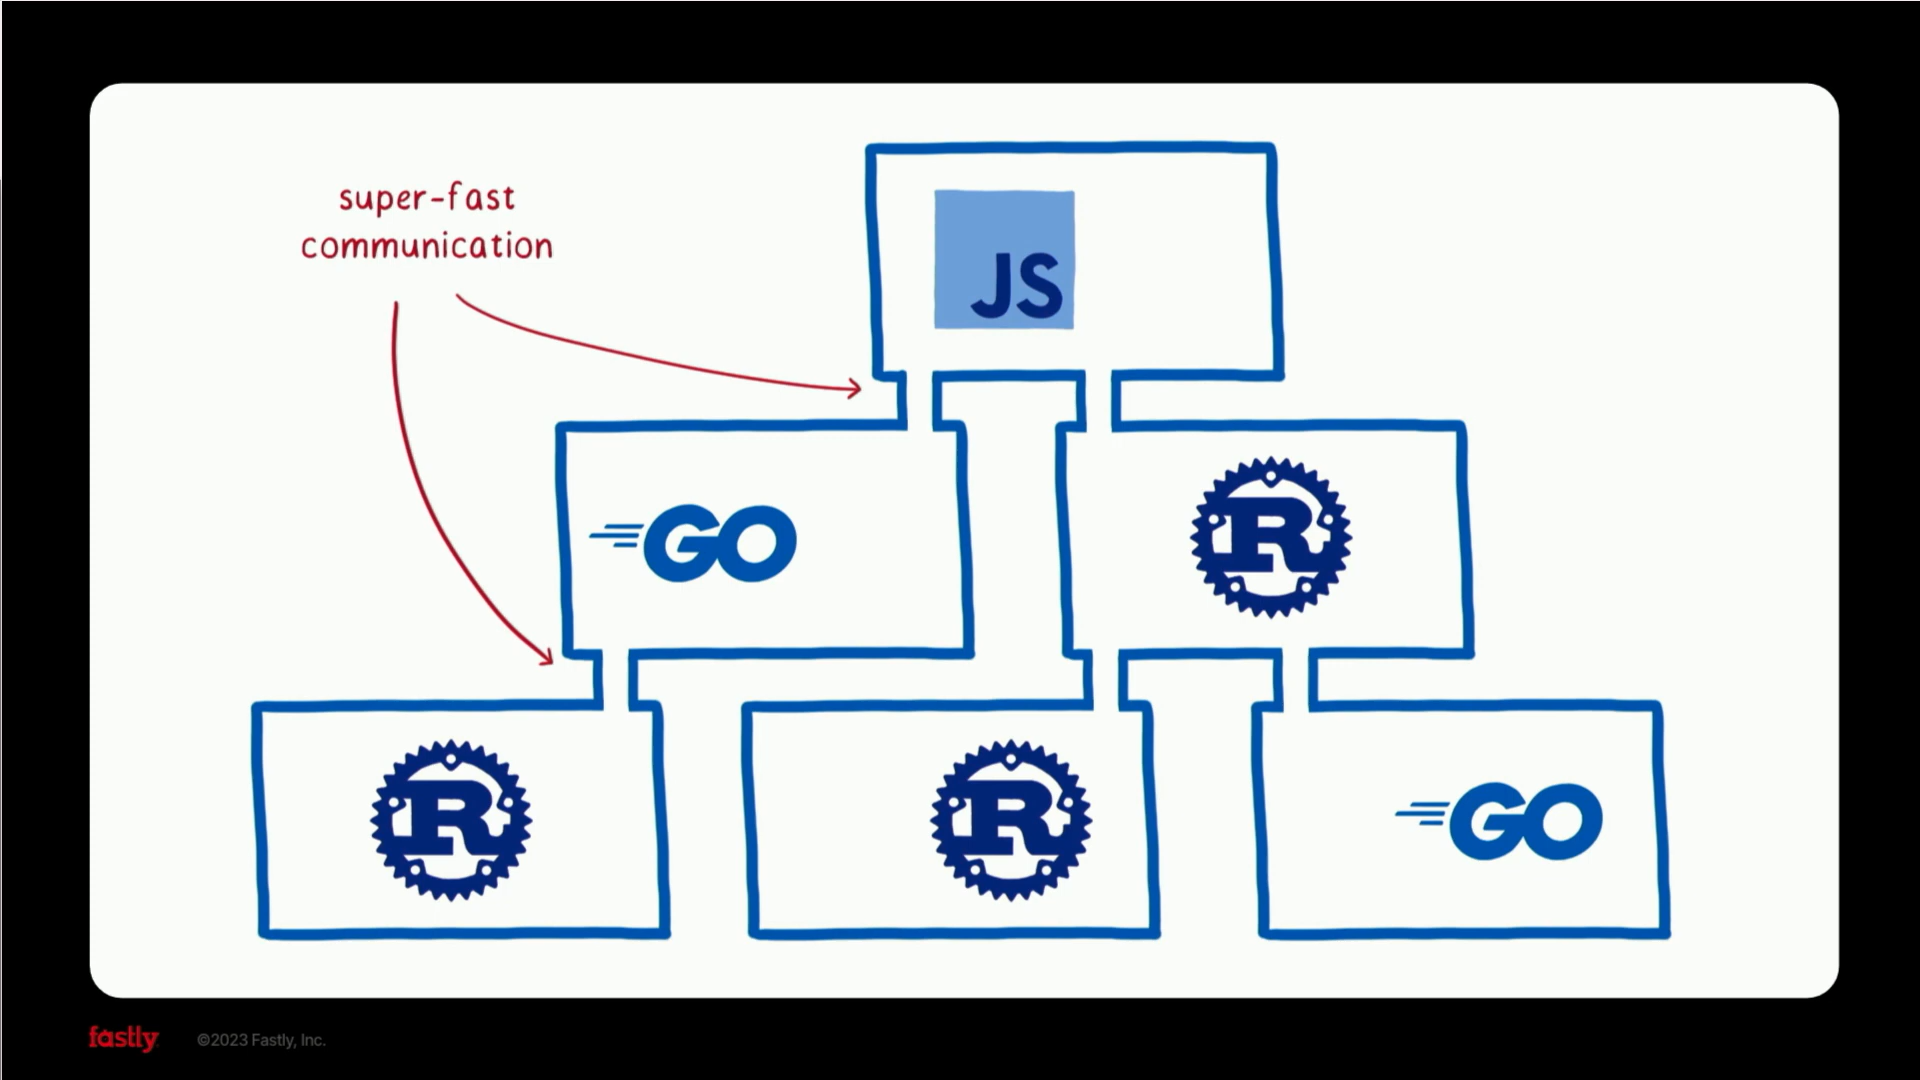 super-fast
communication
JS
GO
R
R
R
GO
fastly
©2023 Fastly, Inc.